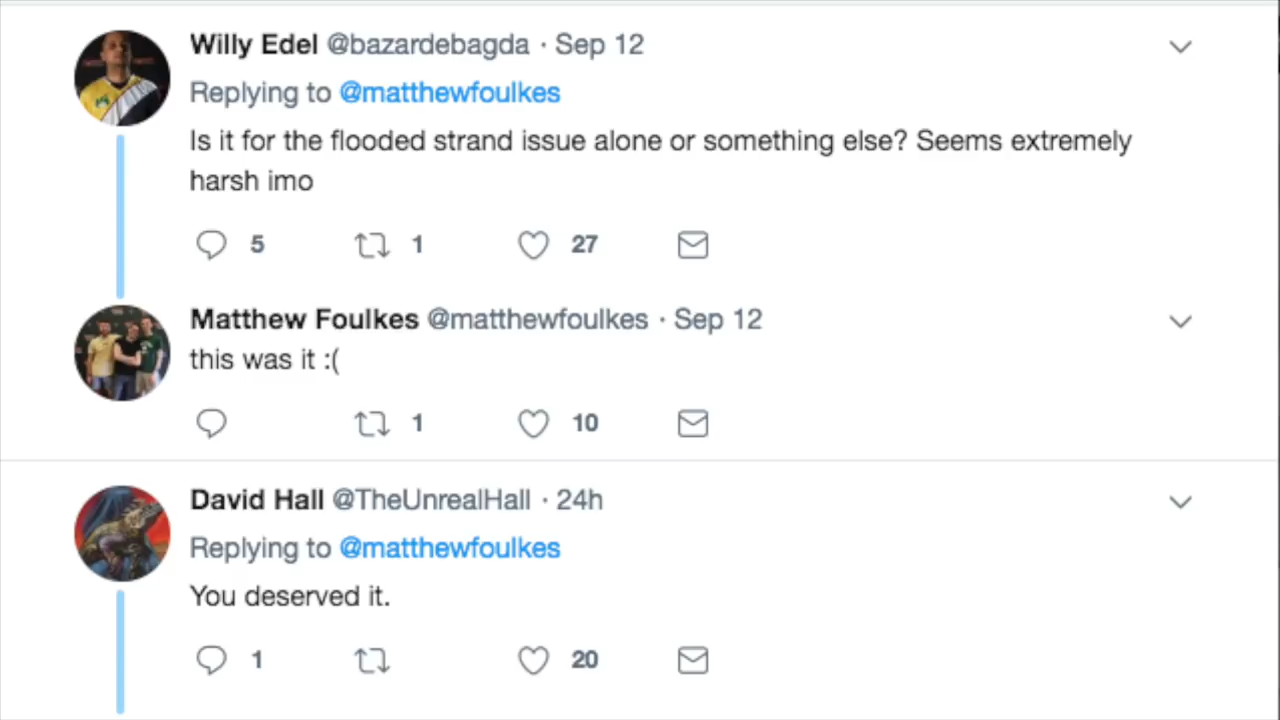 Willy Edel @bazardebagda · Sep 12
Replying to @matthewfoulkes
Is it for the flooded strand issue alone or something else? Seems extremely
harsh imo
5 1 27
Matthew Foulkes @matthewfoulkes · Sep 12
this was it :(
1 10
David Hall @TheUnrealHall · 24h
Replying to @matthewfoulkes
You deserved it.
1 20